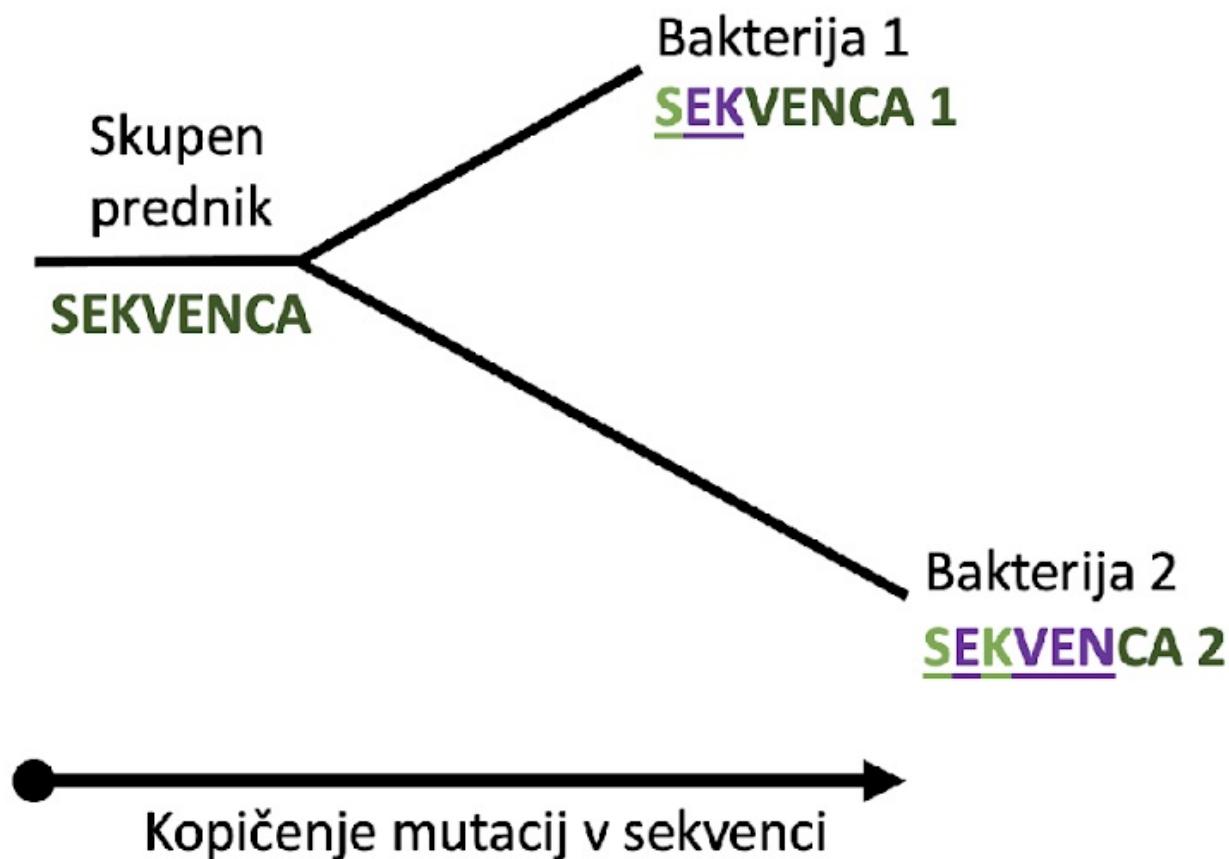 Bakterija 1
SEKVENCA 1
Skupen
prednik
SEKVENCA
Bakterija 2
SEKVENCA 2
Kopičenje mutacij v sekvenci